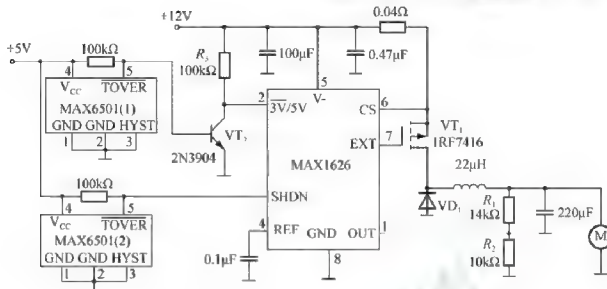 +12V
0.04Ω
+5V
100kΩ
R3
100kΩ
100μF
0.47μF
4
5
VCC TOVER
MAX6501(1)
GND GND HYST
1
2
3
VT2
2N3904
2
3V/5V
5
V-
CS
6
EXT
7
VT1
1RF7416
MAX1626
22μH
100kΩ
SHDN
4
5
VCC TOVER
MAX6501(2)
GND GND HYST
1
2
3
4
REF
0.1μF
GND
8
OUT
1
VD1
R1
14kΩ
R2
10kΩ
220μF
M